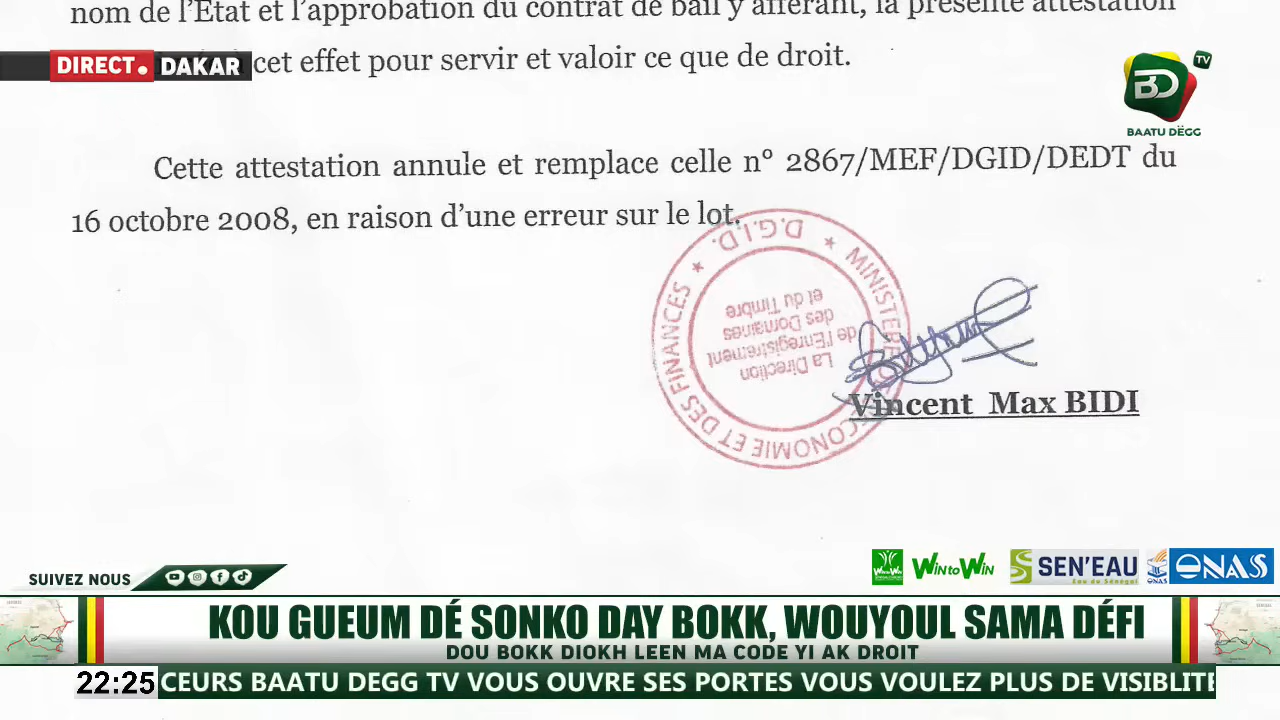 nom de l'Etat et l'approbation du contrat de bail y afférant, la présente attestation
cet effet pour servir et valoir ce que de droit.
DIRECT. DAKAR
BD TV
BAATU DËGG
Cette attestation annule et remplace celle n° 2867/MEF/DGID/DEDT du
16 octobre 2008, en raison d'une erreur sur le lot.
MINISTERE ECONOMIE ET DES FINANCES
★ D.G.I.D. ★
La Direction
de l'Enregistrement
des Domaines
et du Timbre
Vincent Max BIDI
SUIVEZ NOUS
WIN TO WIN
SEN'EAU
Eau du Sénégal
ONAS
ONAS
KOU GUEUM DÉ SONKO DAY BOKK, WOUYOUL SAMA DÉFI
DOU BOKK DIOKH LEEN MA CODE YI AK DROIT
22:25 CEURS BAATU DEGG TV VOUS OUVRE SES PORTES VOUS VOULEZ PLUS DE VISIBLITE